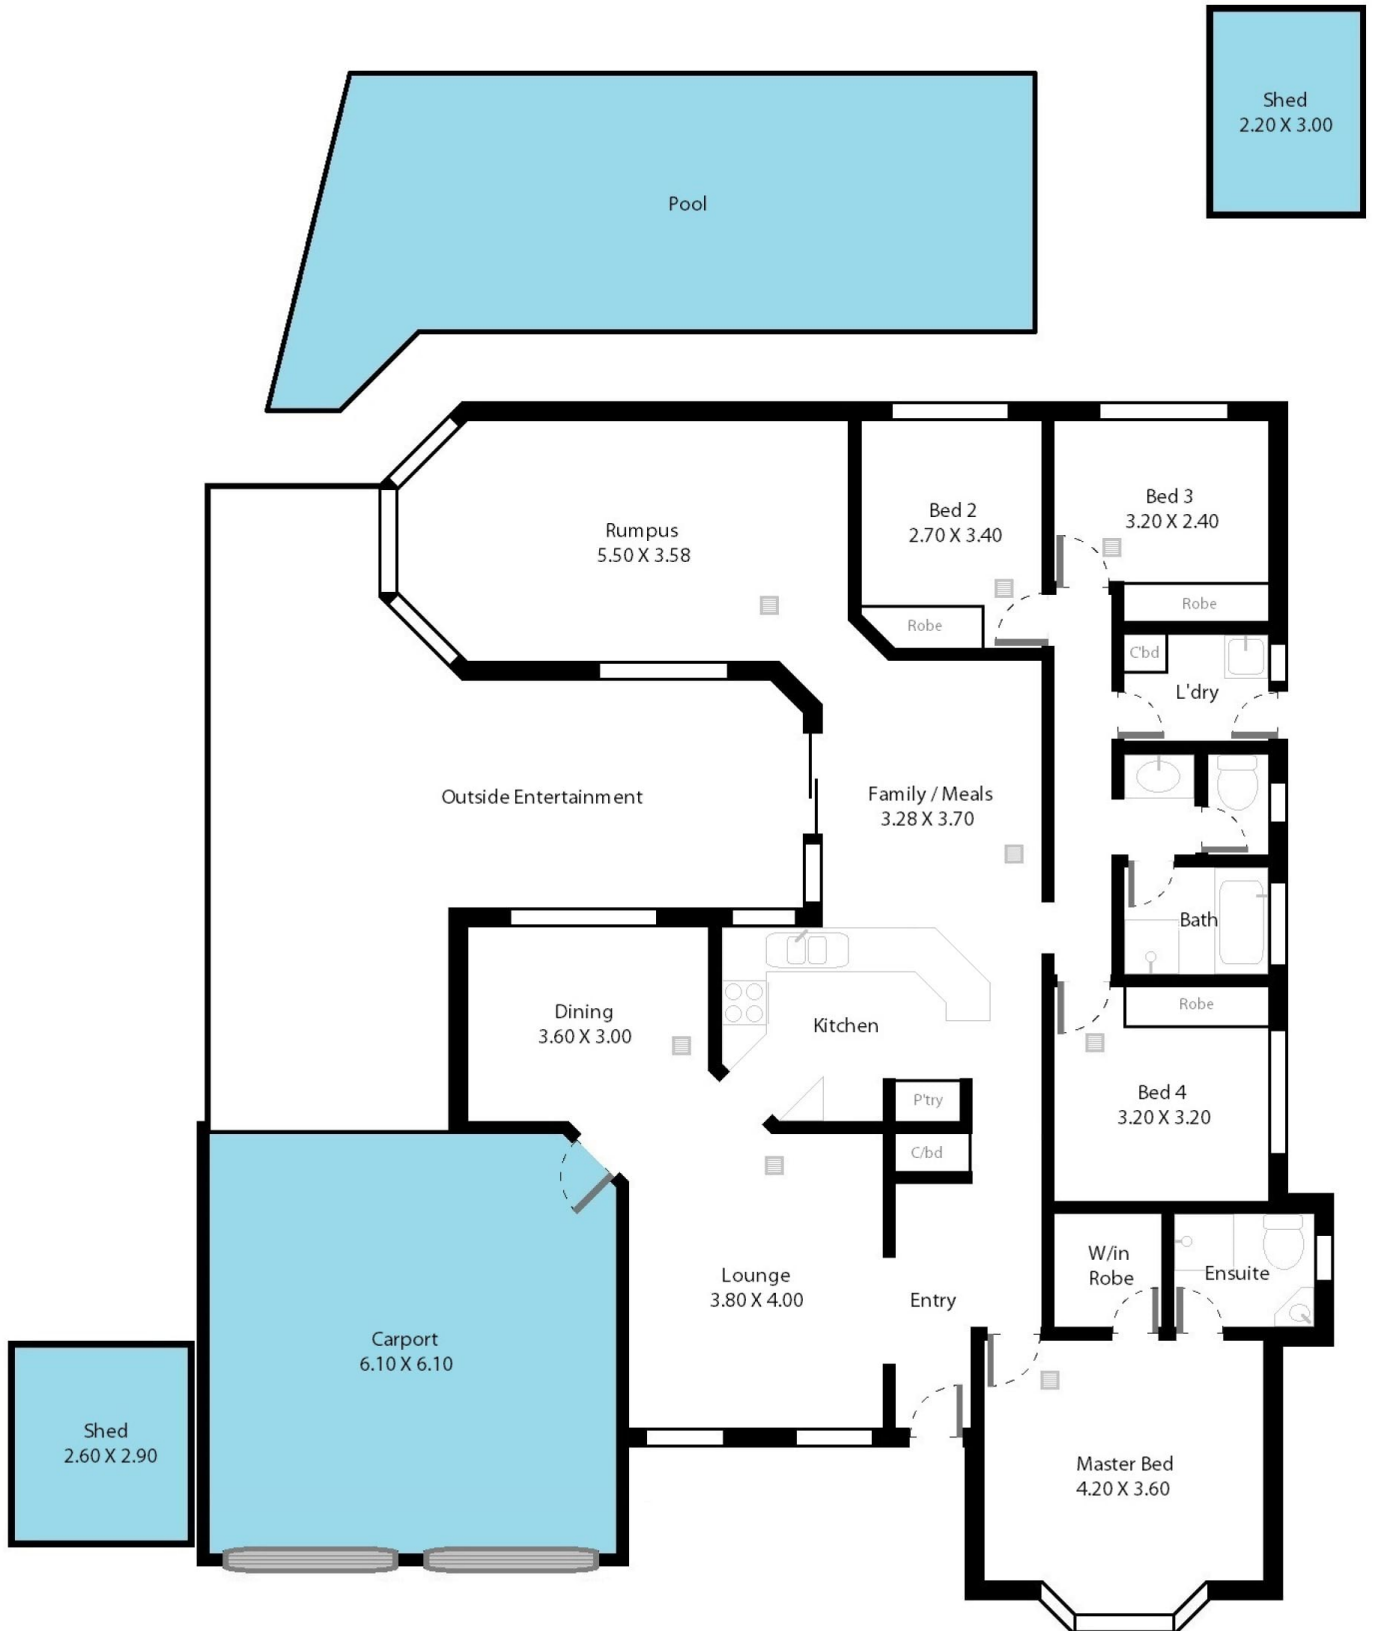 Shed
2.20 X 3.00
Pool
Rumpus
5.50 X 3.58
Bed 2
2.70 X 3.40
Robe
Bed 3
3.20 X 2.40
Robe
C'bd
L'dry
Outside Entertainment
Family / Meals
3.28 X 3.70
Bath
Robe
Dining
3.60 X 3.00
Kitchen
P'try
C/bd
Bed 4
3.20 X 3.20
W/in
Robe
Ensuite
Lounge
3.80 X 4.00
Entry
Carport
6.10 X 6.10
Shed
2.60 X 2.90
Master Bed
4.20 X 3.60